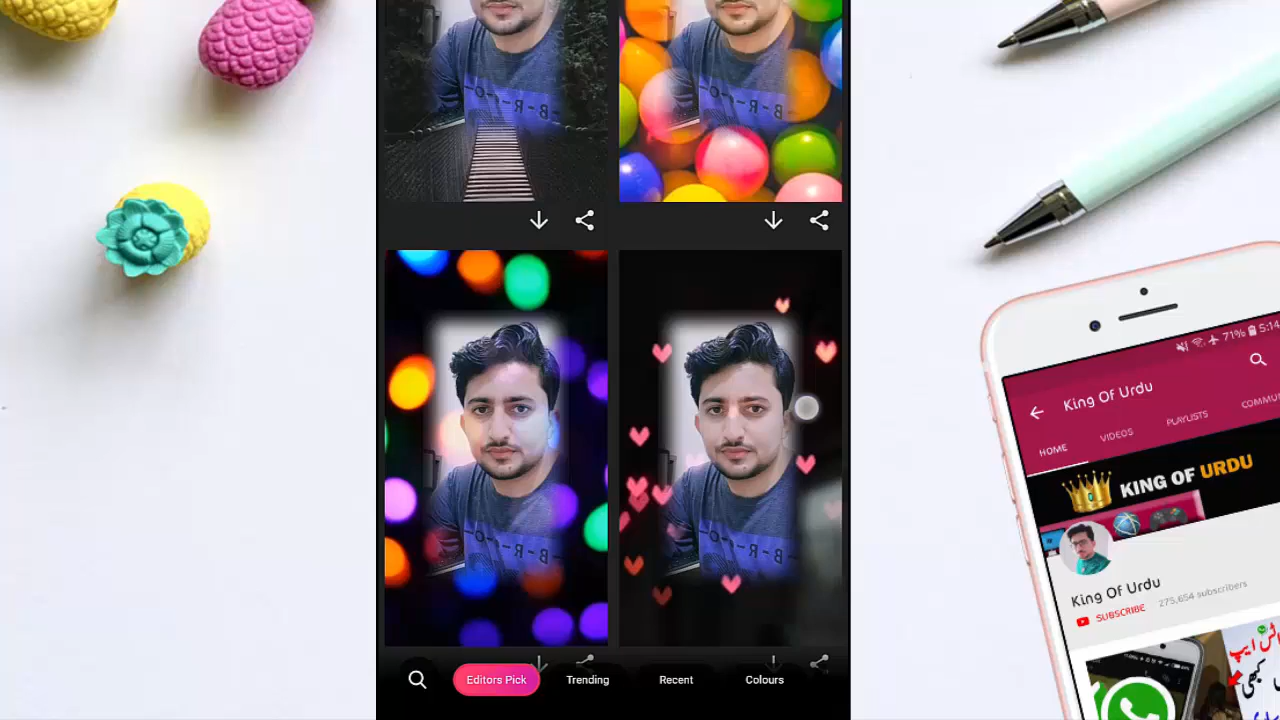 B-R-O-
B-R-O-
B-R-O-
B-R-O-
Editors Pick
Trending
Recent
Colours
71% 5:14
King Of Urdu
HOME
VIDEOS
PLAYLISTS
COMMU
KING OF URDU
King Of Urdu
SUBSCRIBE 275,654 subscribers